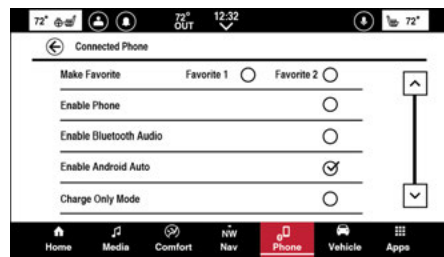 72° 72° OUT 12:32 72°
Connected Phone
Make Favorite Favorite 1 Favorite 2
Enable Phone
Enable Bluetooth Audio
Enable Android Auto
Charge Only Mode
NW
Home Media Comfort Nav Phone Vehicle Apps